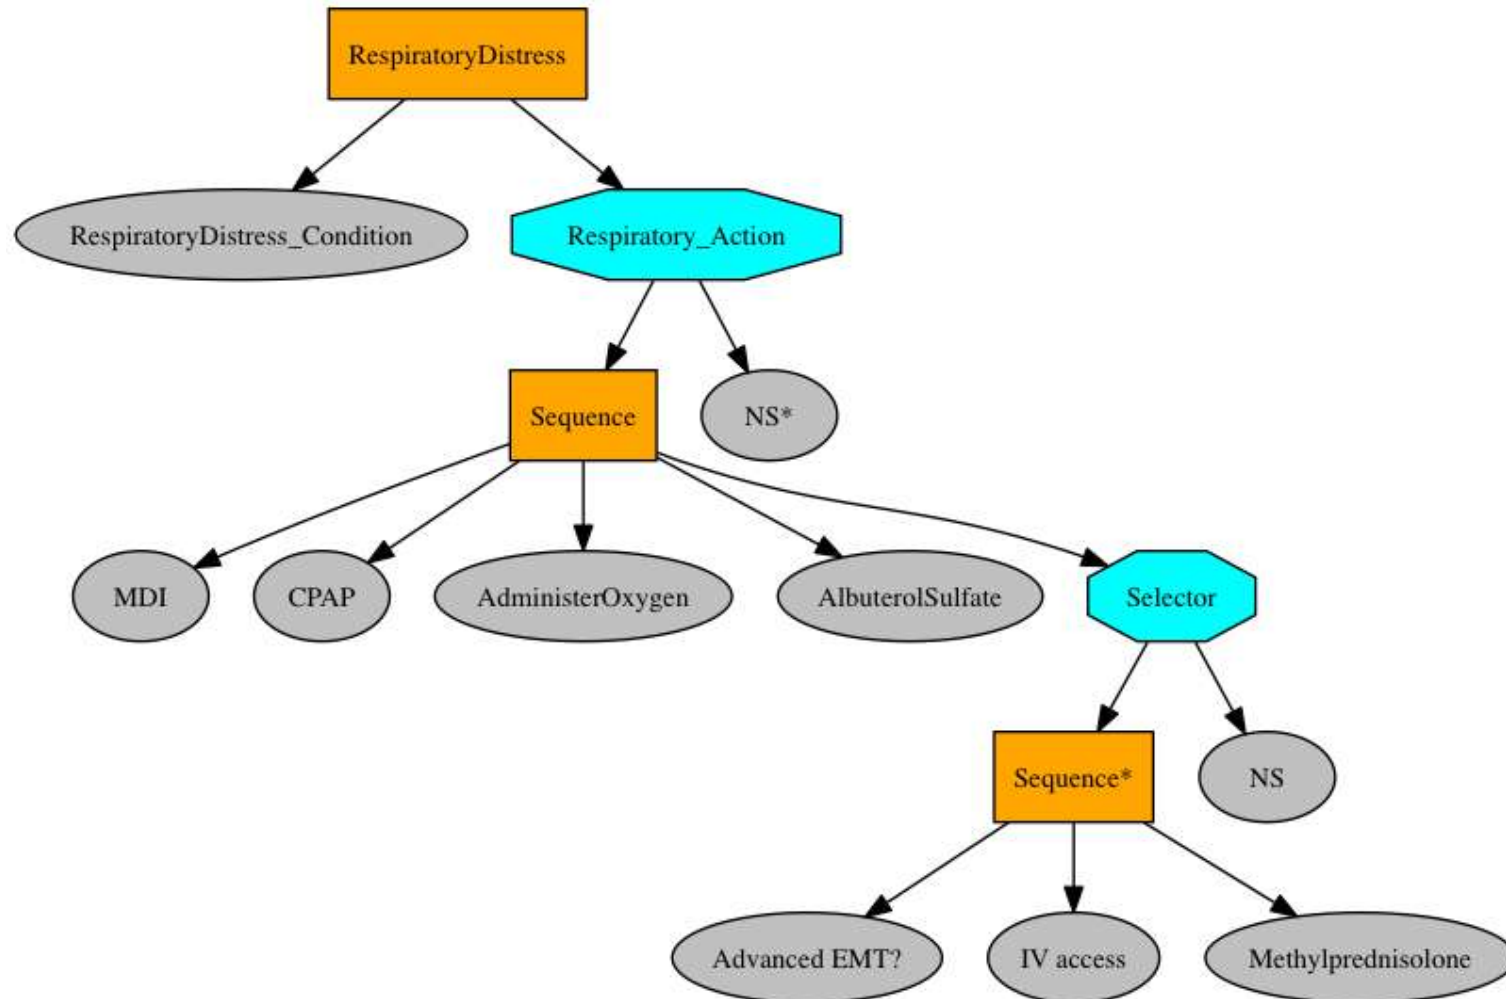 RespiratoryDistress
RespiratoryDistress_Condition
Respiratory_Action
Sequence
NS*
MDI
CPAP
AdministerOxygen
AlbuterolSulfate
Selector
Sequence*
NS
Advanced EMT?
IV access
Methylprednisolone